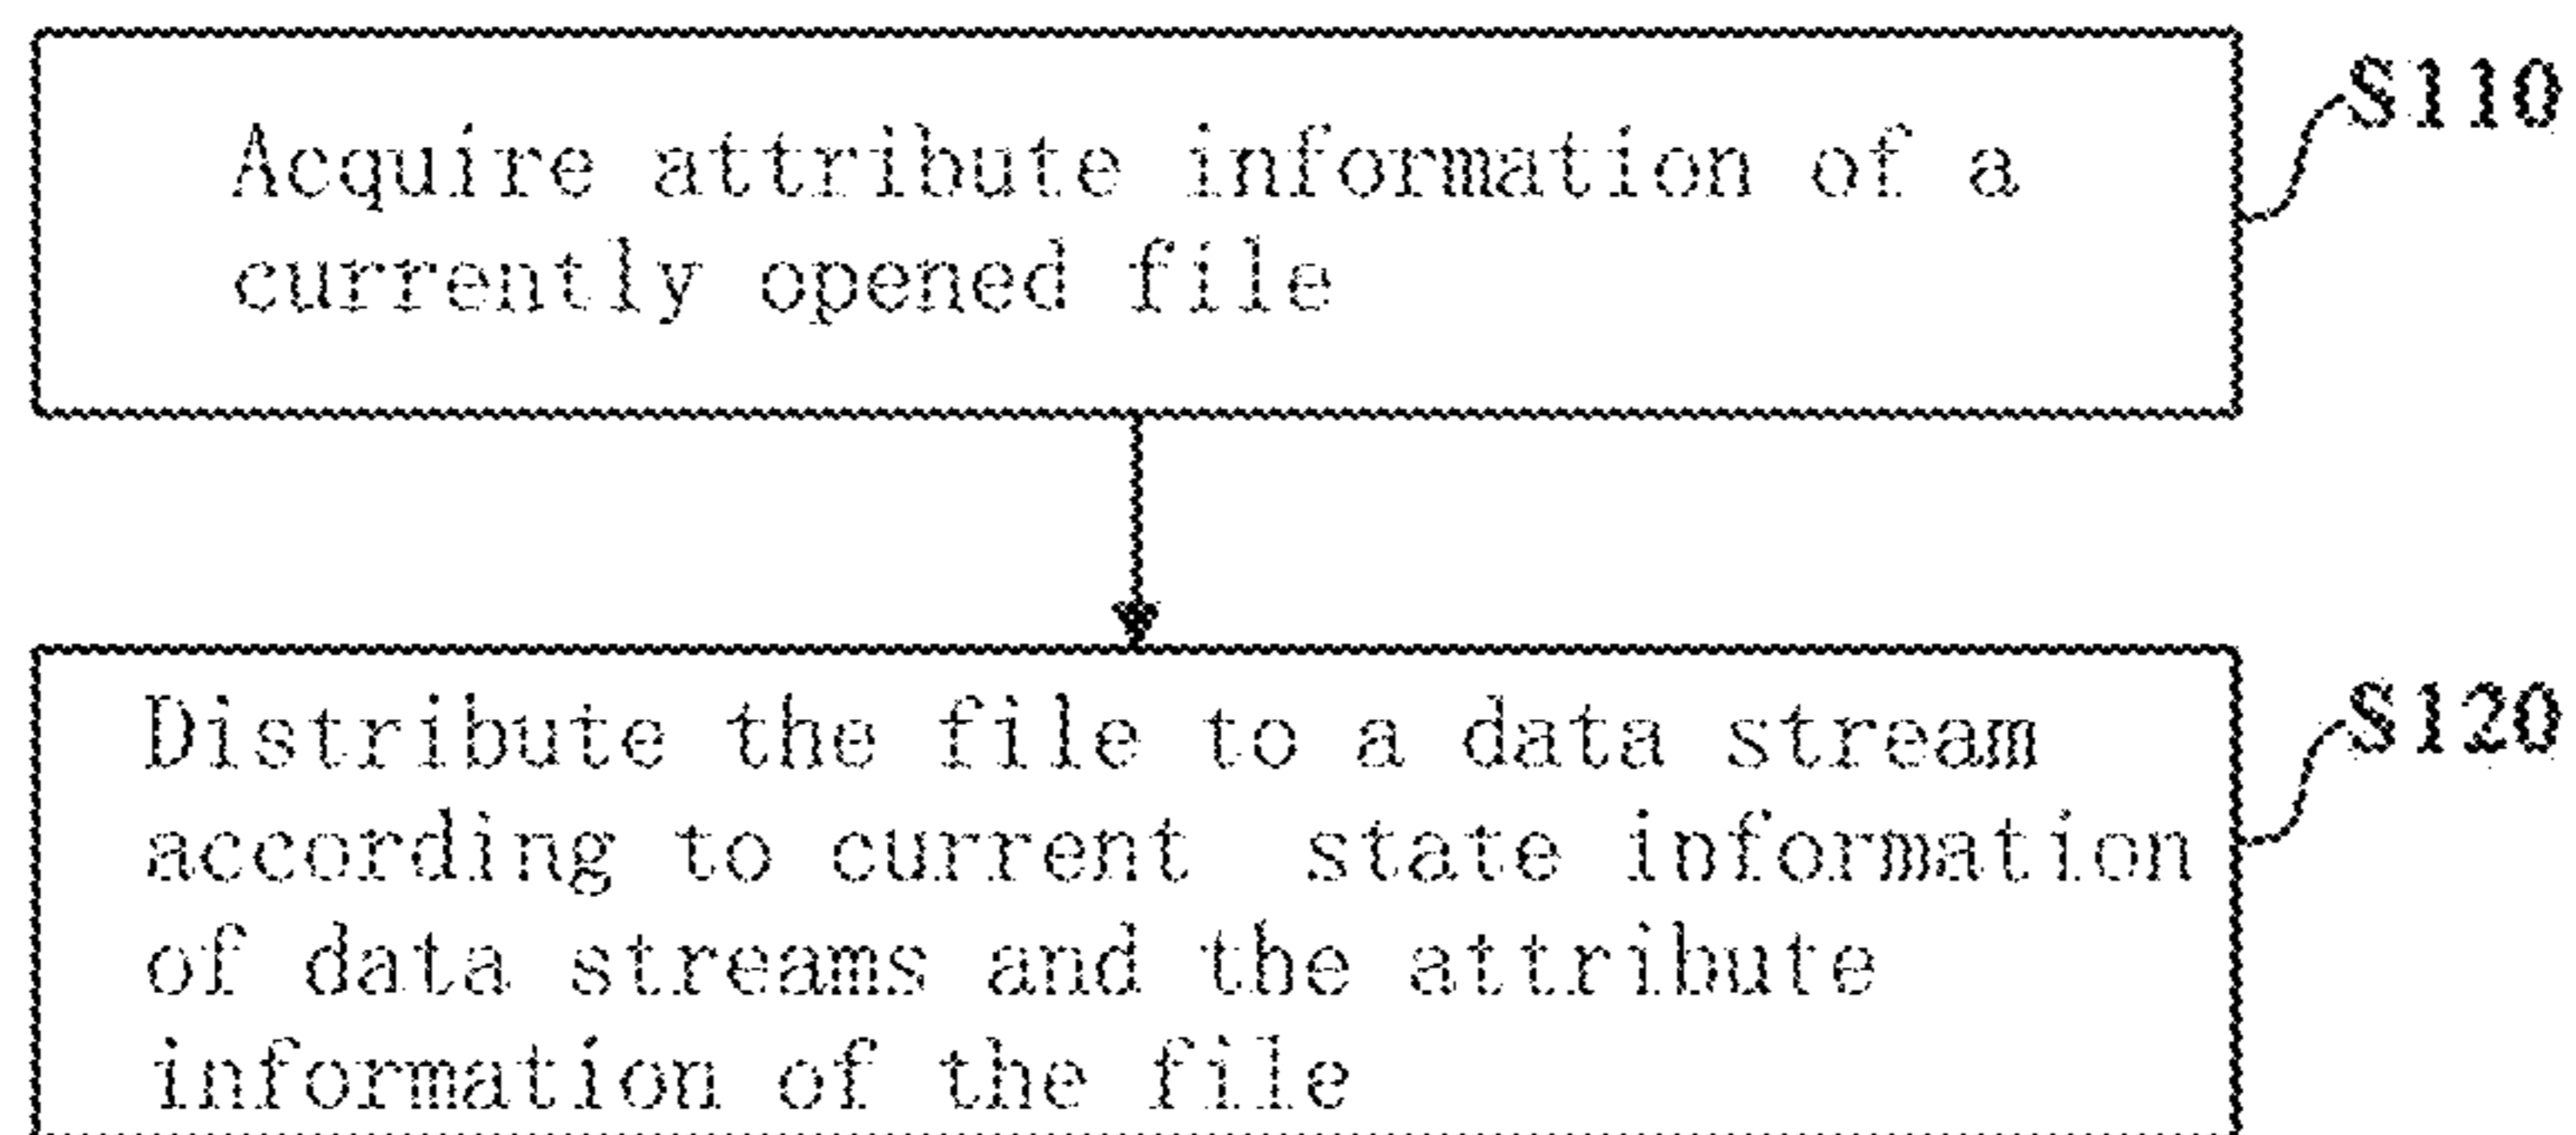 S110
Acquire attribute information of a
currently opened file
S120
Distribute the file to a data stream
according to current state information
of data streams and the attribute
information of the file